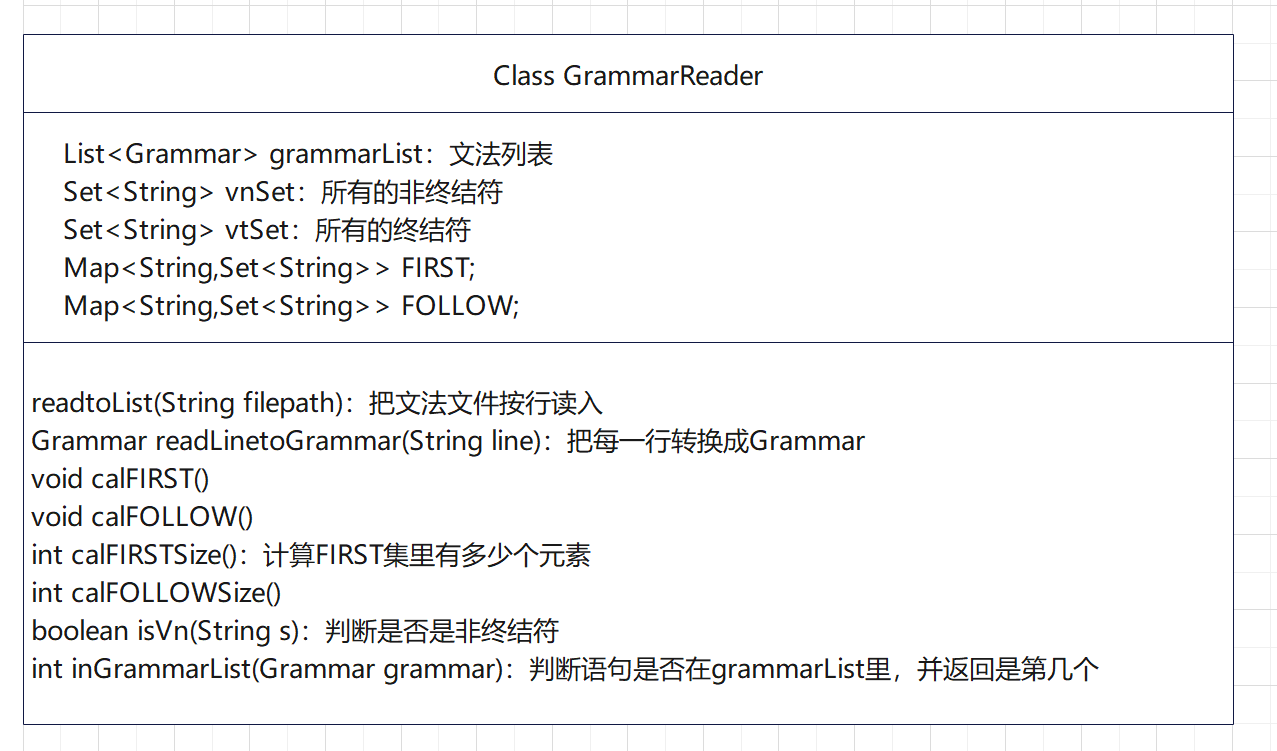 Class GrammarReader
List<Grammar> grammarList：文法列表
Set<String> vnSet：所有的非终结符
Set<String> vtSet：所有的终结符
Map<String,Set<String>> FIRST;
Map<String,Set<String>> FOLLOW;
readtoList(String filepath)：把文法文件按行读入
Grammar readLinetoGrammar(String line)：把每一行转换成Grammar
void calFIRST()
void calFOLLOW()
int calFIRSTSize()：计算FIRST集里有多少个元素
int calFOLLOWSize()
boolean isVn(String s)：判断是否是非终结符
int inGrammarList(Grammar grammar)：判断语句是否在grammarList里，并返回是第几个